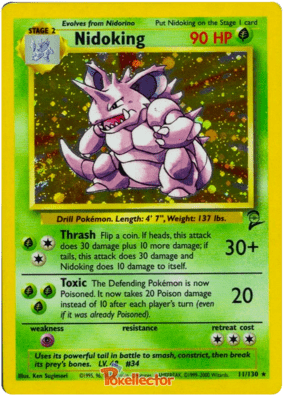 Evolves from Nidorino
Put Nidoking on the Stage 1 card
STAGE 2
Nidoking
90 HP
Drill Pokémon. Length: 4' 7", Weight: 137 lbs.
Thrash Flip a coin. If heads, this attack
does 30 damage plus 10 more damage; if
tails, this attack does 30 damage and
Nidoking does 10 damage to itself.
30+
Toxic The Defending Pokémon is now
Poisoned. It now takes 20 Poison damage
instead of 10 after each player's turn (even
if it was already Poisoned).
20
weakness
resistance
retreat cost
Uses its powerful tail in battle to smash, constrict, then break
its prey's bones. LV. 48 #34
Illus. Ken Sugimori
©1999-2000 Wizards.
11/130
Pokellector